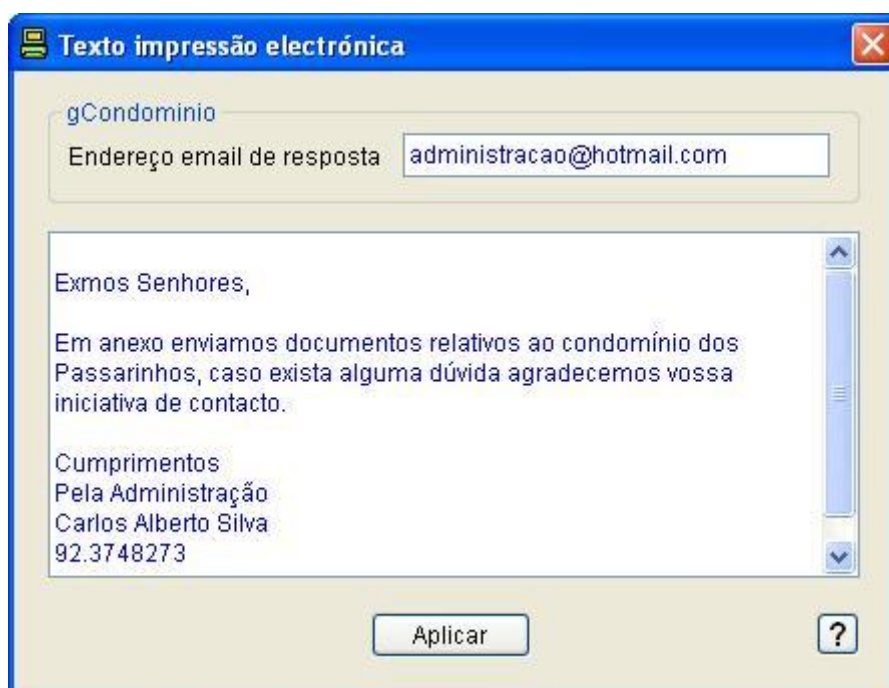 Texto impressão electrónica
gCondominio
Endereço email de resposta administracao@hotmail.com
Exmos Senhores,
Em anexo enviamos documentos relativos ao condomínio dos
Passarinhos, caso exista alguma dúvida agradecemos vossa
iniciativa de contacto.
Cumprimentos
Pela Administração
Carlos Alberto Silva
92.3748273
Aplicar ?